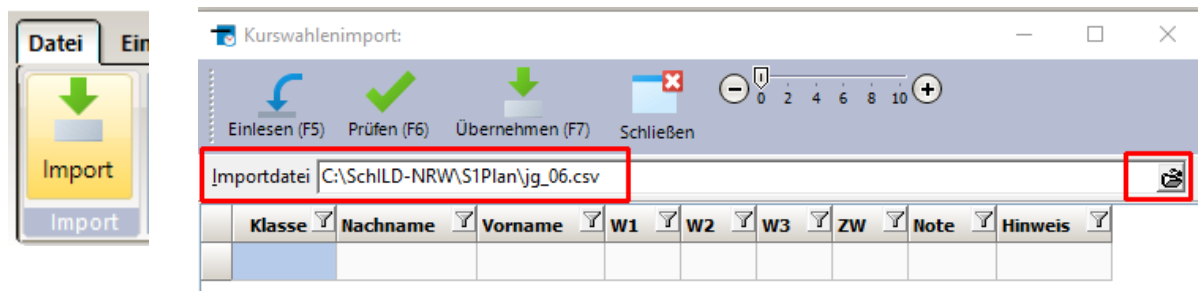 Datei Ein
Import
Import
Kurswahlenimport:
Einlesen (F5) Prüfen (F6) Übernehmen (F7) Schließen
0 2 4 6 8 10
Importdatei C:\SchILD-NRW\S1Plan\jg_06.csv
Klasse Nachname Vorname W1 W2 W3 ZW Note Hinweis